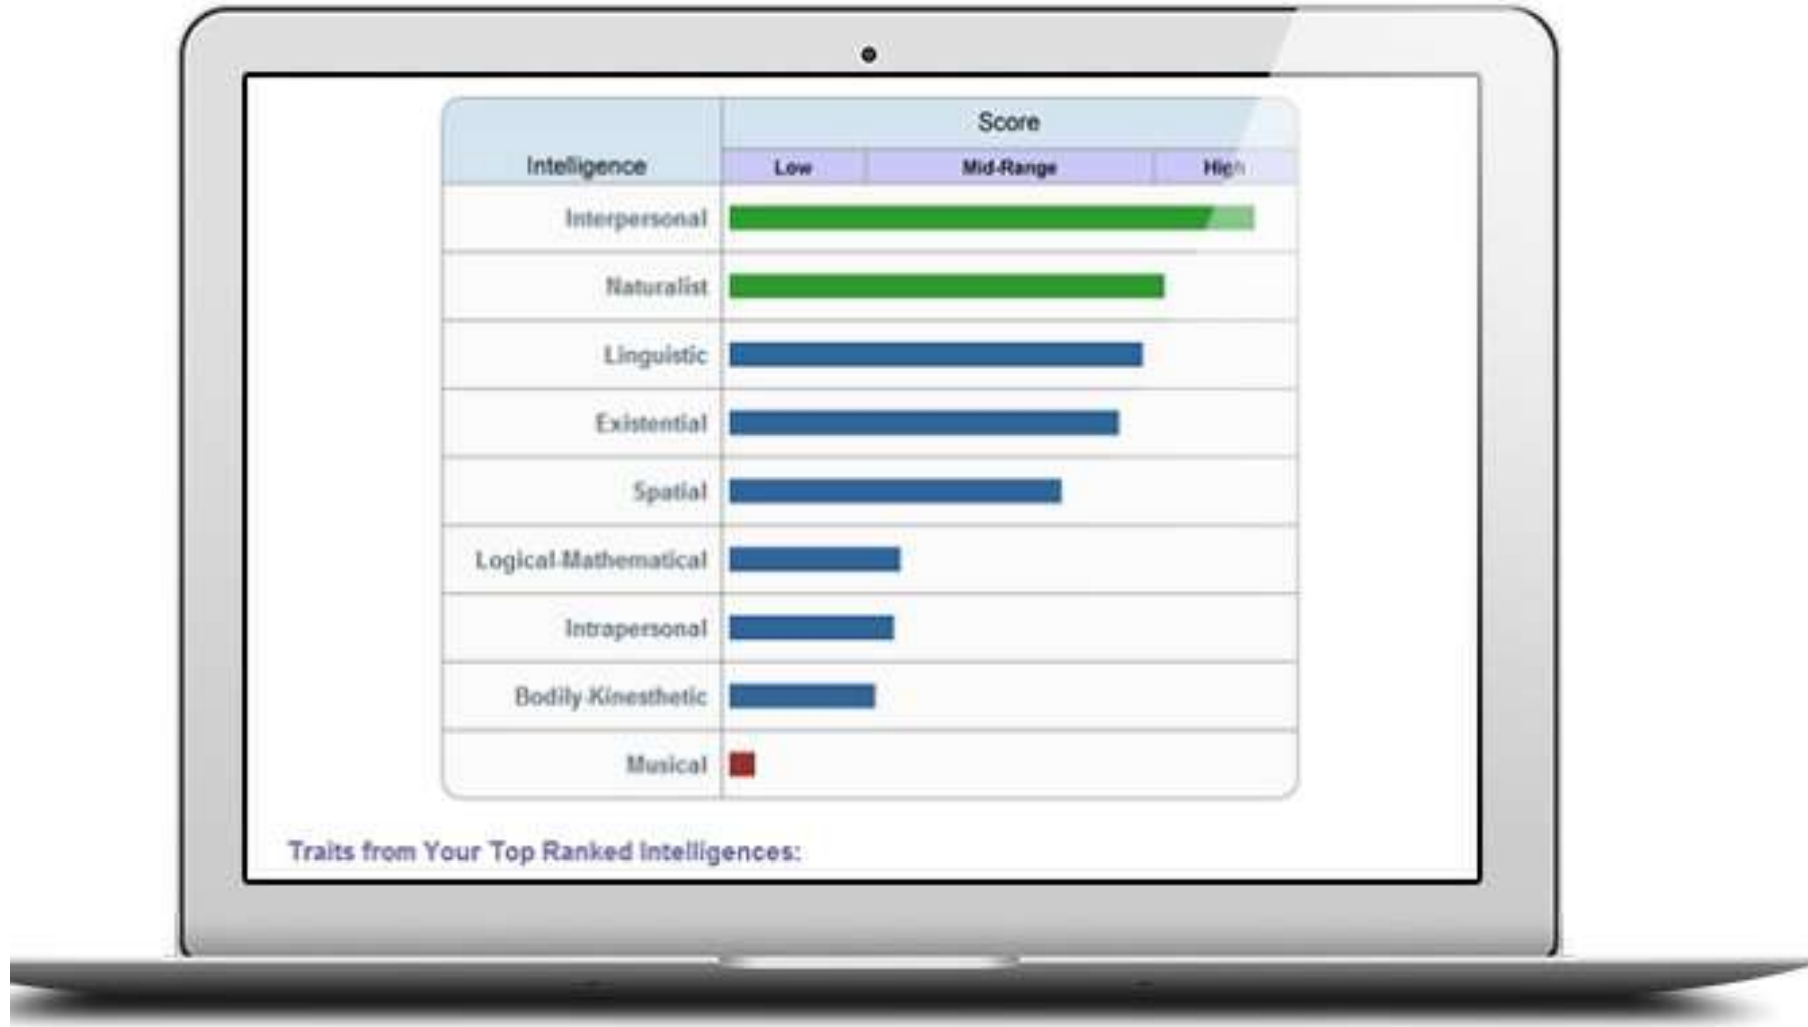 Score
Intelligence
Low Mid-Range High
Interpersonal
Naturalist
Linguistic
Existential
Spatial
Logical-Mathematical
Intrapersonal
Bodily-Kinesthetic
Musical
Traits from Your Top Ranked Intelligences: